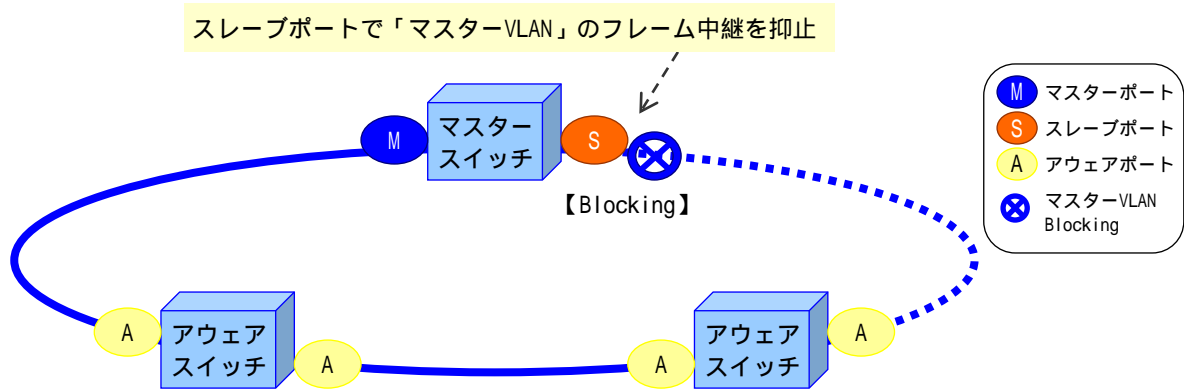 スレーブポートで「マスターVLAN」のフレーム中継を抑止
M
マスター
スイッチ
S
【Blocking】
M マスターポート
S スレーブポート
A アウェアポート
マスターVLAN
Blocking
A
アウェア
スイッチ
A
A
アウェア
スイッチ
A